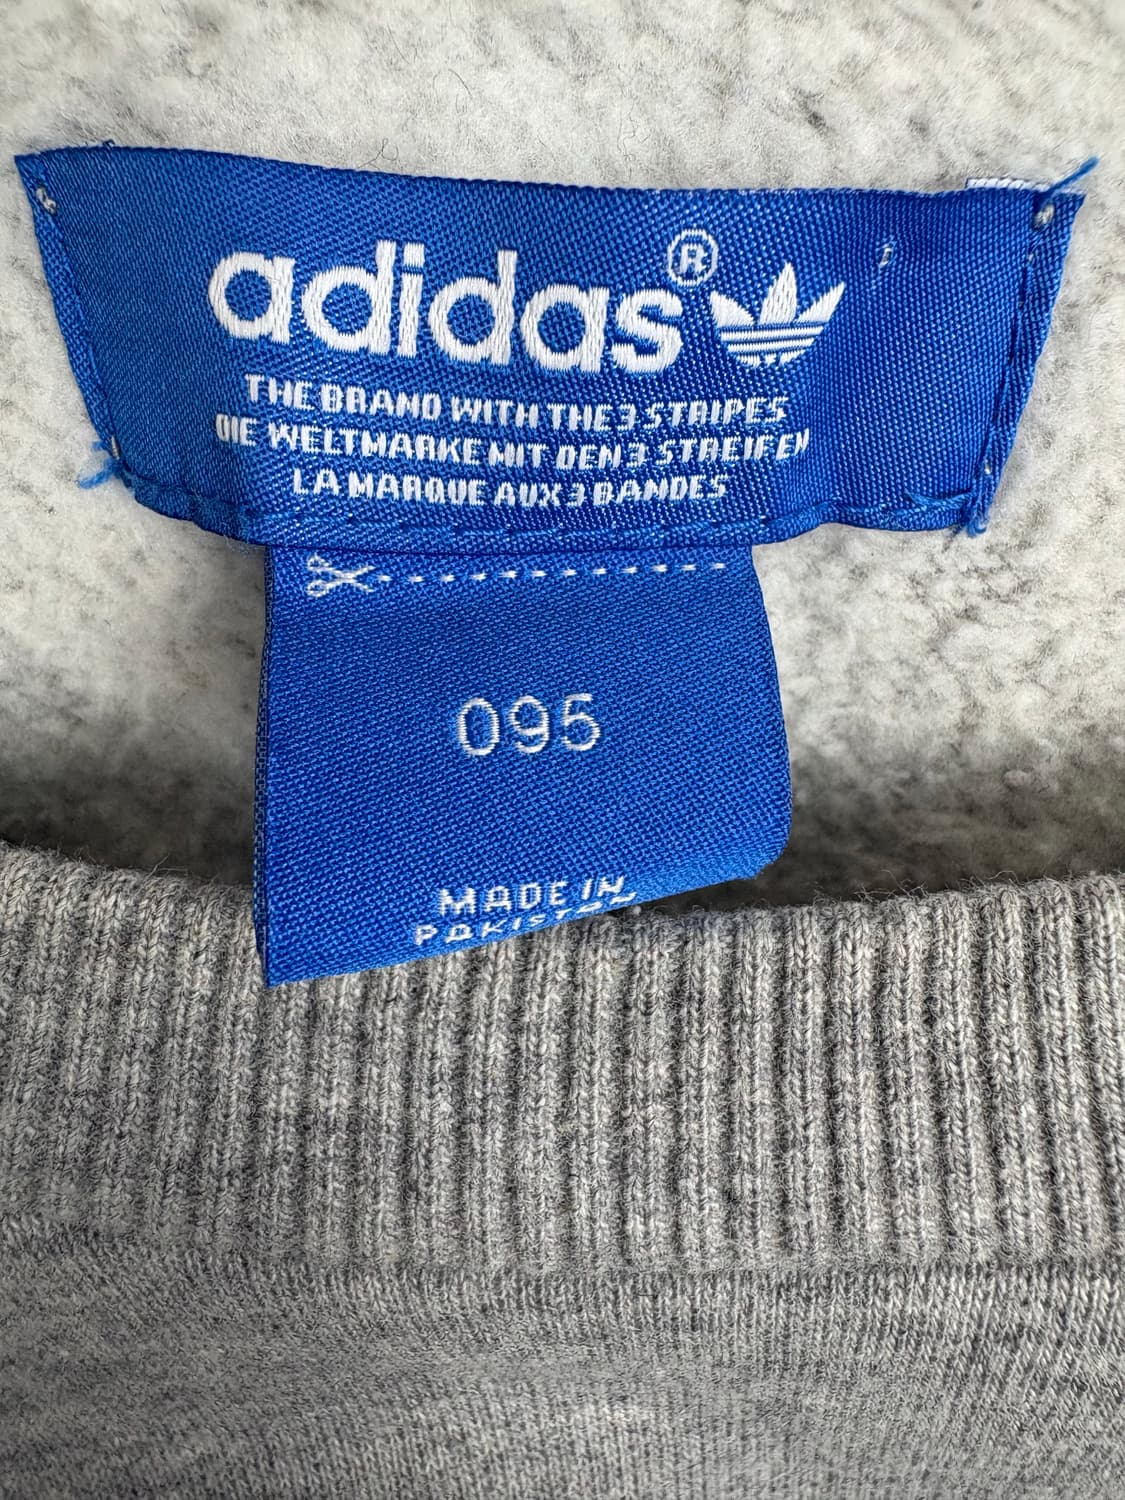 adidas®
THE BRAND WITH THE 3 STRIPES
DIE WELTMARKE MIT DEN 3 STREIFEN
LA MARQUE AUX 3 BANDES
095
MADE IN
PAKISTAN